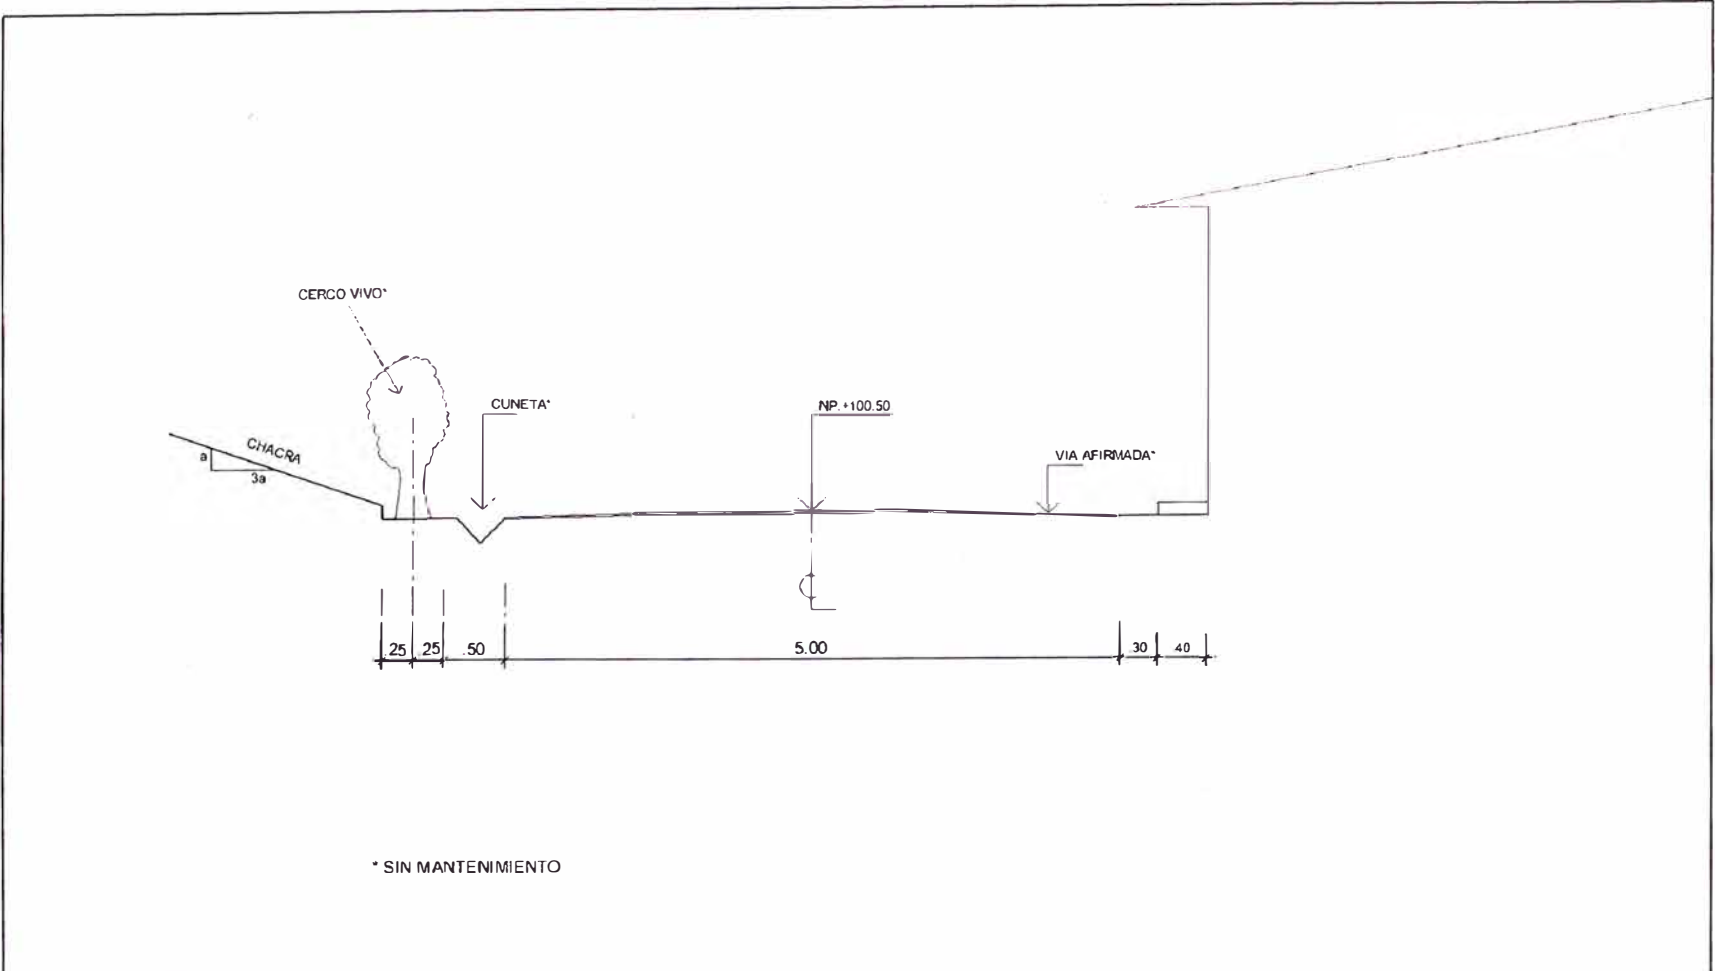 CERCO VIVO*
CUNETA*
NP. +100.50
CHACRA
a
3a
VIA AFIRMADA*
.25 .25 .50 5.00 .30 .40
* SIN MANTENIMIENTO